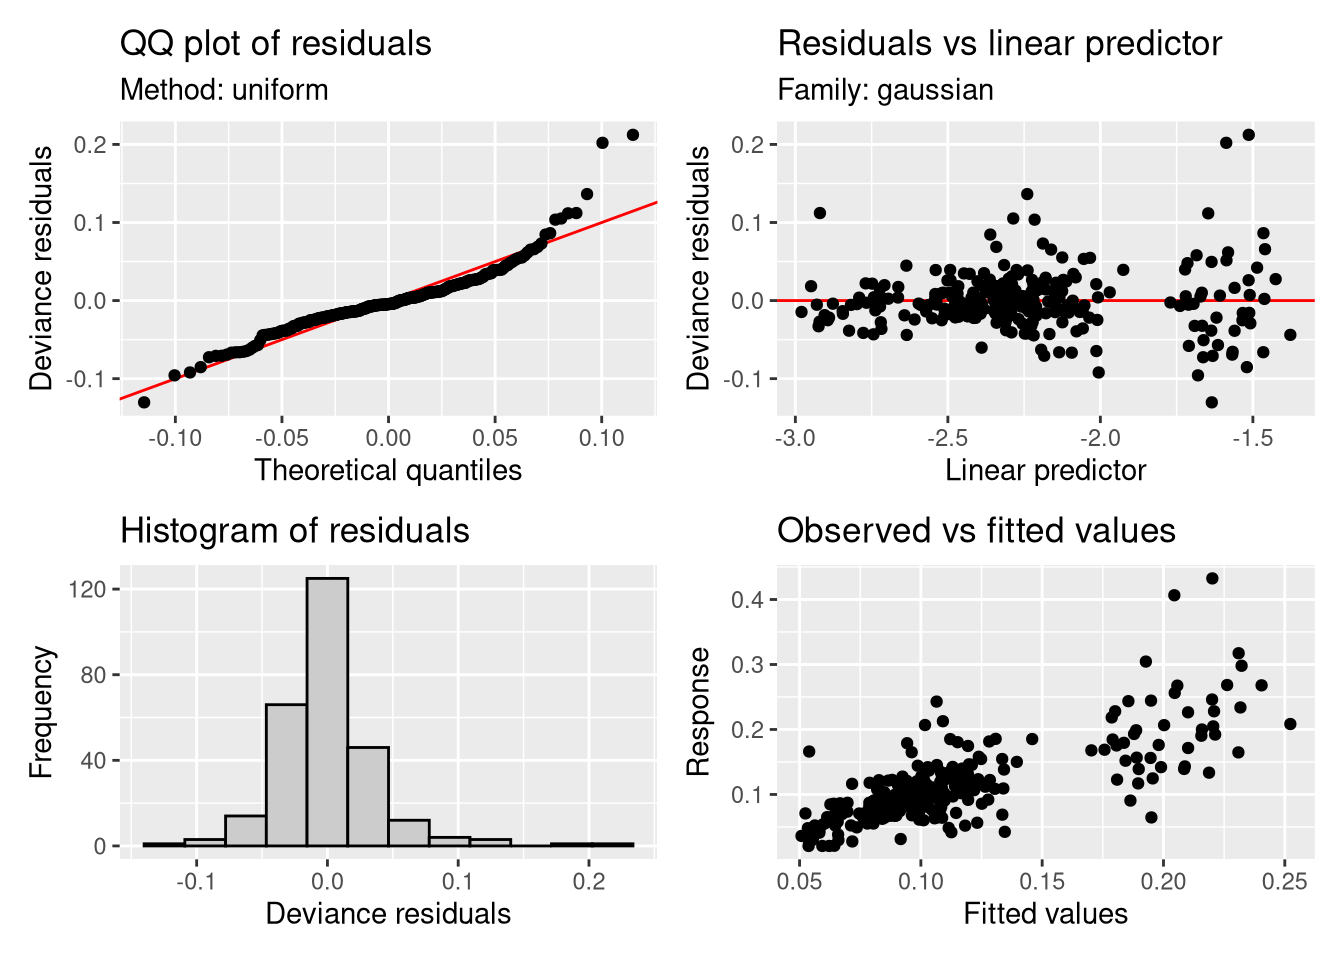 QQ plot of residuals
Method: uniform
Deviance residuals
0.2
0.1
0.0
-0.1
-0.10 -0.05 0.00 0.05 0.10
Theoretical quantiles
Residuals vs linear predictor
Family: gaussian
Deviance residuals
0.2
0.1
0.0
-0.1
-3.0 -2.5 -2.0 -1.5
Linear predictor
Histogram of residuals
Frequency
120
80
40
0
-0.1 0.0 0.1 0.2
Deviance residuals
Observed vs fitted values
Response
0.4
0.3
0.2
0.1
0.05 0.10 0.15 0.20 0.25
Fitted values